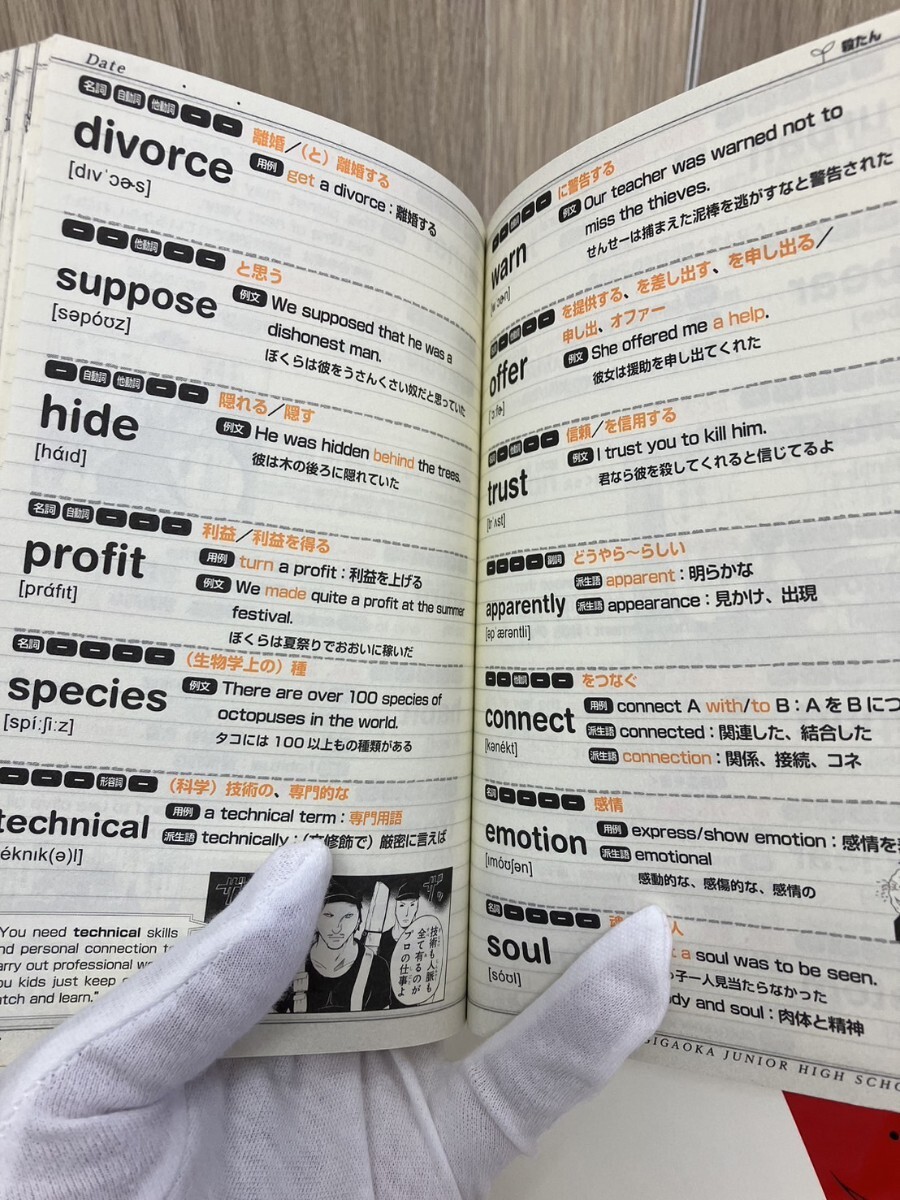 Date
名詞 自動詞 他動詞
divorce
[dɪvˈɔɚs]
離婚／(と) 離婚する
用例 get a divorce：離婚する
他動詞
suppose
[səpóʊz]
と思う
例文 We supposed that he was a
dishonest man.
ぼくらは彼をうさんくさい奴だと思っていた
自動詞 他動詞
hide
[háɪd]
隠れる／隠す
例文 He was hidden behind the trees.
彼は木の後ろに隠れていた
名詞 自動詞
profit
[práfɪt]
利益／利益を得る
用例 turn a profit：利益を上げる
例文 We made quite a profit at the summer
festival.
ぼくらは夏祭りでおおいに稼いだ
名詞
species
[spíːʃiːz]
(生物学上の) 種
例文 There are over 100 species of
octopuses in the world.
タコには 100 以上もの種類がある
形容詞
technical
éknɪk(ə)l]
(科学) 技術の、専門的な
用例 a technical term：専門用語
派生語 technically：(文修飾で) 厳密に言えば
"You need technical skills
and personal connection
carry out professional
you kids just keep
and learn."
技術も人脈も
全て有るのが
プロの仕事よ
殺たん
warn
に警告する
例文 Our teacher was warned not to
miss the thieves.
せんせーは捕まえた泥棒を逃がすなと警告された
offer
を提供する、を差し出す、を申し出る／
申し出、オファー
例文 She offered me a help.
彼女は援助を申し出てくれた
trust
[trˈʌst]
信頼／を信用する
例文 I trust you to kill him.
君なら彼を殺してくれると信じてるよ
副詞
apparently
[əpˈærəntli]
どうやら〜らしい
派生語 apparent：明らかな
派生語 appearance：見かけ、出現
他動詞
connect
[kənékt]
をつなぐ
用例 connect A with/to B：A を B につ
派生語 connected：関連した、結合した
派生語 connection：関係、接続、コネ
名詞
emotion
[ɪmóʊʃən]
感情
用例 express/show emotion：感情を
派生語 emotional
感動的な、感傷的な、感情の
名詞
soul
[sóʊl]
人
a soul was to be seen.
子一人見当たらなかった
and soul：肉体と精神
GIGAOKA JUNIOR HIGH SCHO